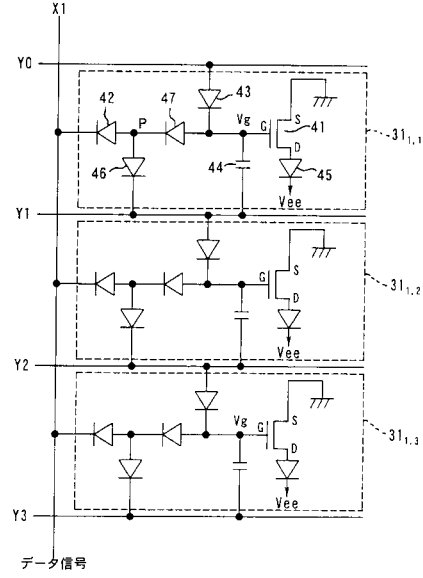 X1
Y0
42
P
47
43
Vg
G
S
41
D
46
44
45
Vee
31₁,₁
Y1
G
S
D
Vee
31₁,₂
Y2
Vg
G
S
D
Vee
31₁,₃
Y3
データ信号